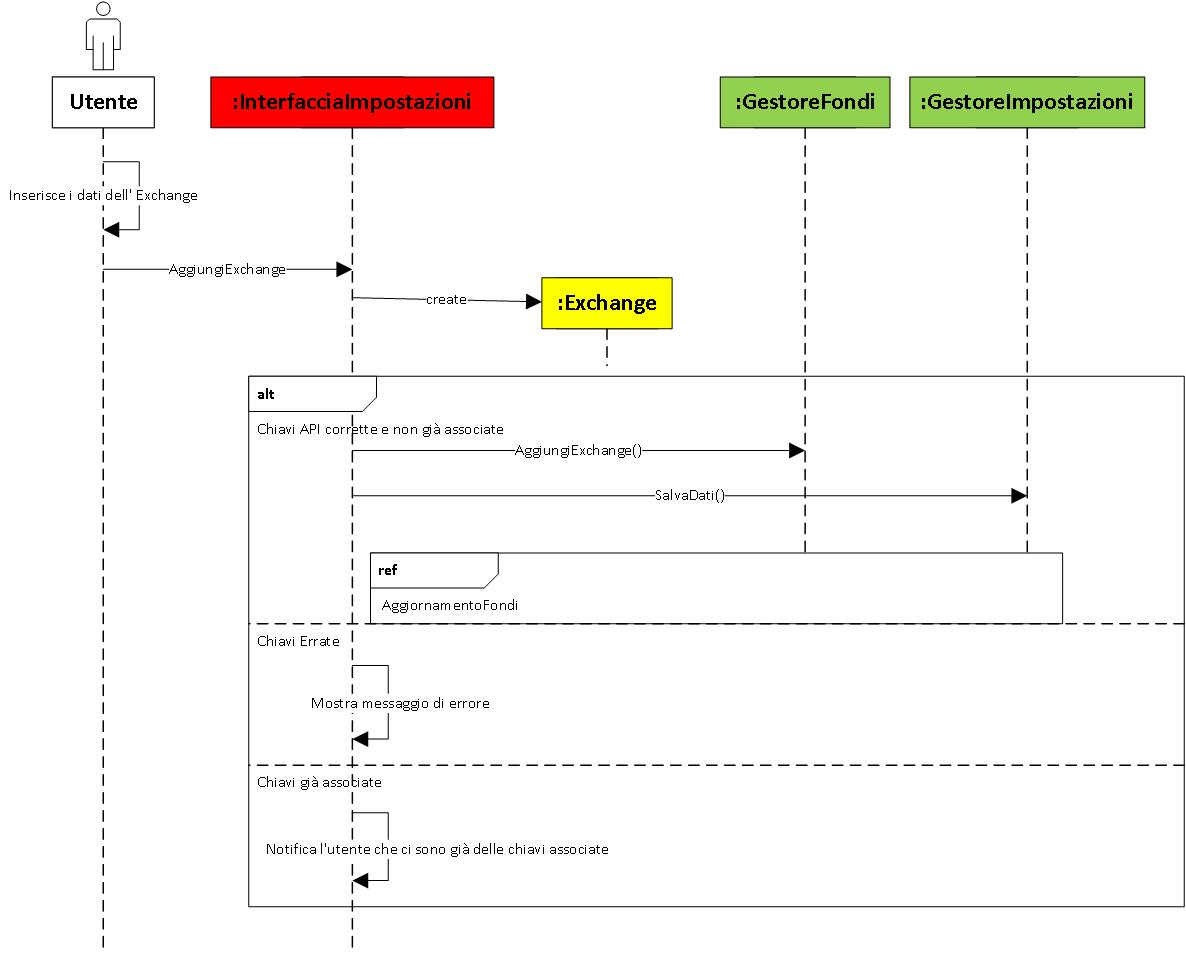 Utente
:InterfacciaImpostazioni
:GestoreFondi
:GestoreImpostazioni
Inserisce i dati dell' Exchange
AggiungiExchange
create
:Exchange
alt
Chiavi API corrette e non già associate
AggiungiExchange()
SalvaDati()
ref
AggiornamentoFondi
Chiavi Errate
Mostra messaggio di errore
Chiavi già associate
Notifica l'utente che ci sono già delle chiavi associate